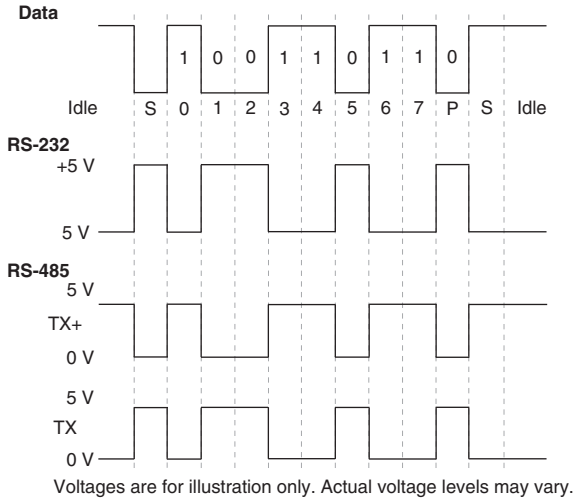 Data
1 0 0 1 1 0 1 1 0
Idle S 0 1 2 3 4 5 6 7 P S Idle
RS-232
+5 V
5 V
RS-485
5 V
TX+
0 V
5 V
TX
0 V
Voltages are for illustration only. Actual voltage levels may vary.